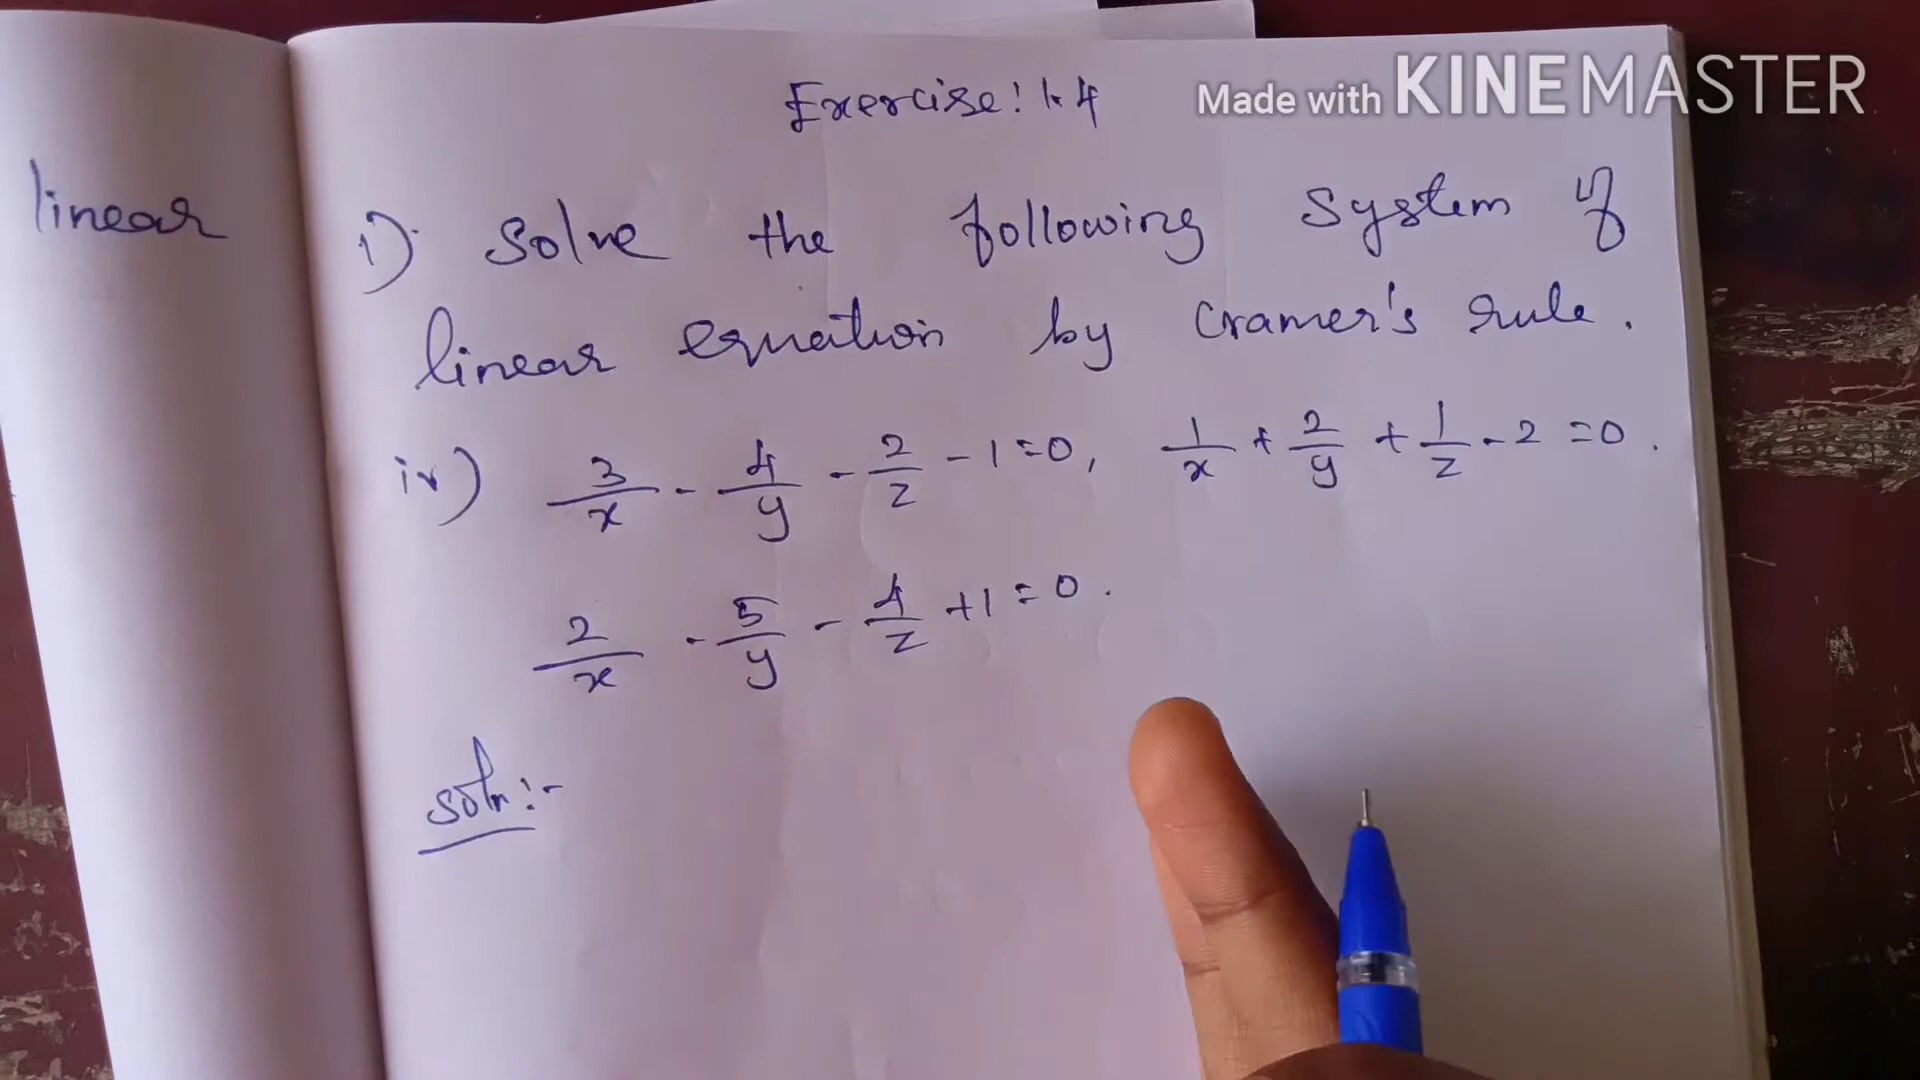 Exercise! 1.4
Made with KINEMASTER
linear
1). Solve the following System of
linear equation by Cramer's rule.
iv) 3/x - 4/y - 2/z - 1 = 0, 1/x + 2/y + 1/z - 2 = 0.
2/x - 5/y - 4/z + 1 = 0.
soln:-